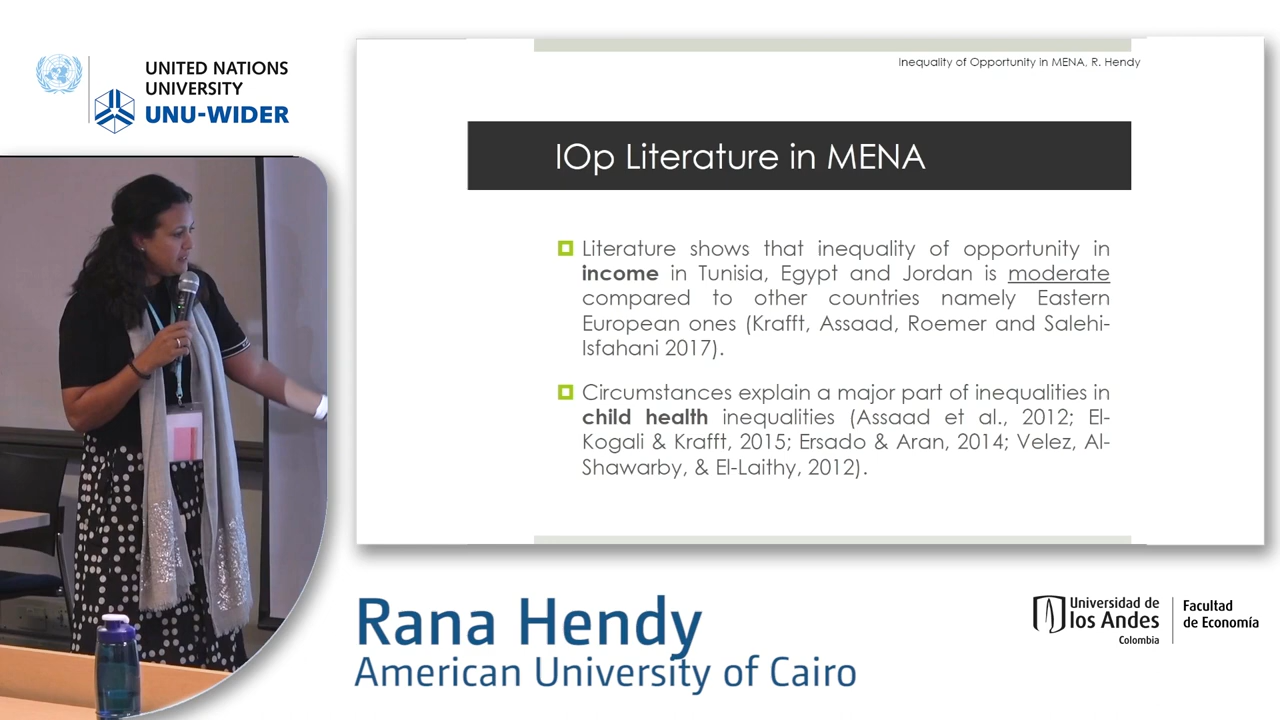 UNITED NATIONS
UNIVERSITY
UNU-WIDER
Inequality of Opportunity in MENA, R. Hendy
IOp Literature in MENA
Literature shows that inequality of opportunity in
income in Tunisia, Egypt and Jordan is moderate
compared to other countries namely Eastern
European ones (Krafft, Assaad, Roemer and Salehi-
Isfahani 2017).
Circumstances explain a major part of inequalities in
child health inequalities (Assaad et al., 2012; El-
Kogali & Krafft, 2015; Ersado & Aran, 2014; Velez, Al-
Shawarby, & El-Laithy, 2012).
Rana Hendy
American University of Cairo
Universidad de
los Andes
Colombia
Facultad
de Economía